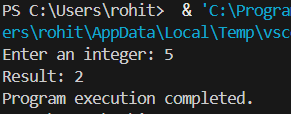 PS C:\Users\rohit>  & 'C:\Progra
ers\rohit\AppData\Local\Temp\vsc
Enter an integer: 5
Result: 2
Program execution completed.